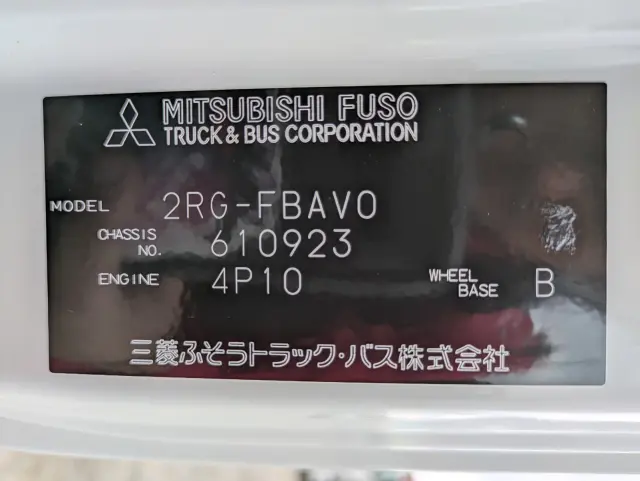 MITSUBISHI FUSO
TRUCK & BUS CORPORATION
MODEL 2RG-FBAV0
CHASSIS NO. 610923
ENGINE 4P10 WHEEL BASE B
三菱ふそうトラック・バス株式会社